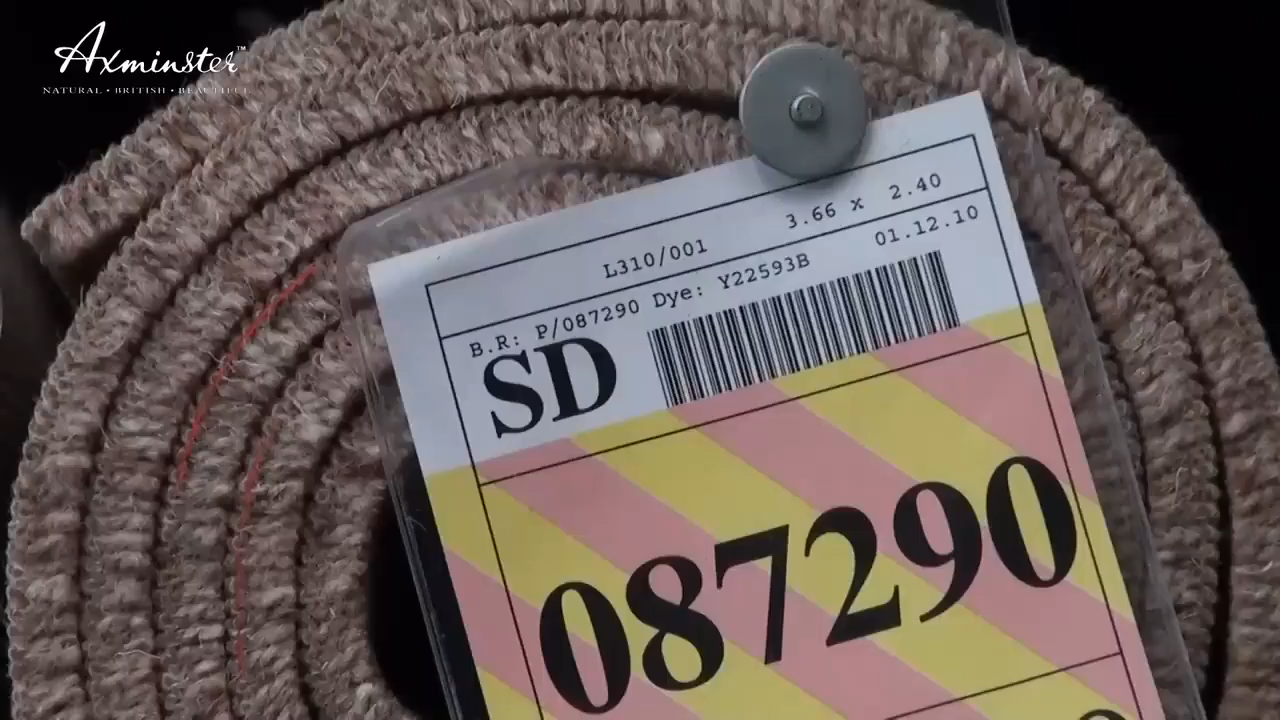 Axminster™
NATURAL • BRITISH • BEAUTIFUL
L310/001 3.66 x 2.40
B.R: P/087290 Dye: Y22593B 01.12.10
SD
087290